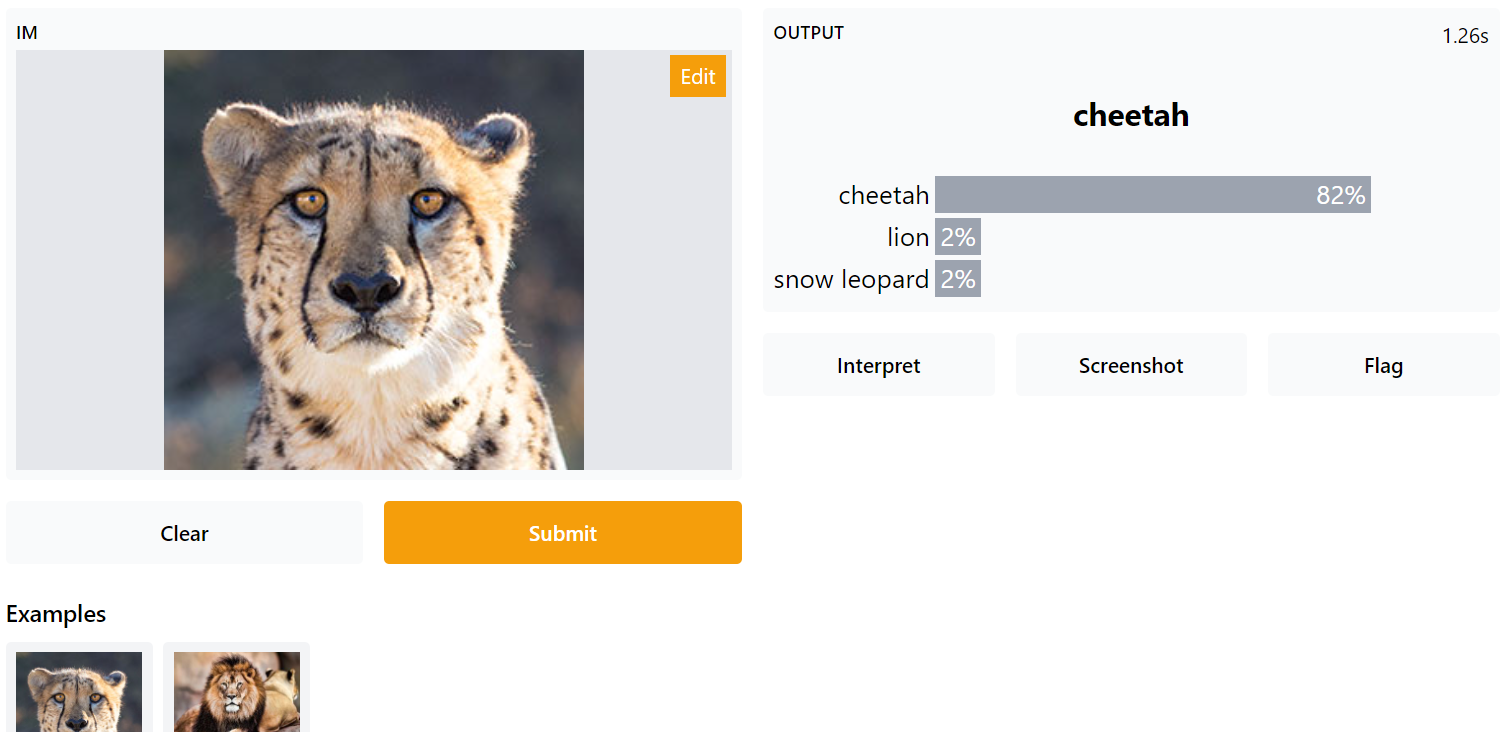 IM
Edit
Clear
Submit
Examples
OUTPUT
1.26s
cheetah
cheetah 82%
lion 2%
snow leopard 2%
Interpret
Screenshot
Flag